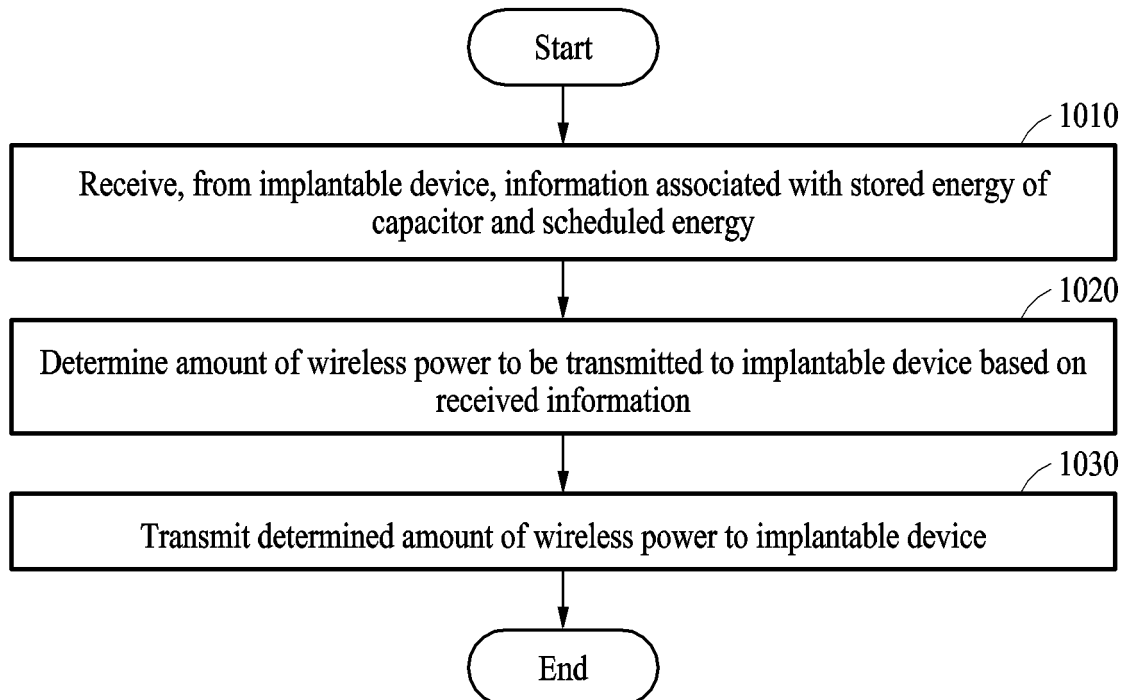 Start
1010
Receive, from implantable device, information associated with stored energy of
capacitor and scheduled energy
1020
Determine amount of wireless power to be transmitted to implantable device based on
received information
1030
Transmit determined amount of wireless power to implantable device
End